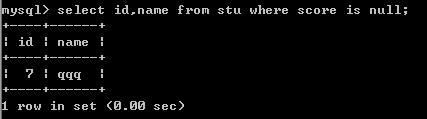 mysql> select id,name from stu where score is null;
+----+------+
| id | name |
+----+------+
|  7 | qqq  |
+----+------+
1 row in set (0.00 sec)